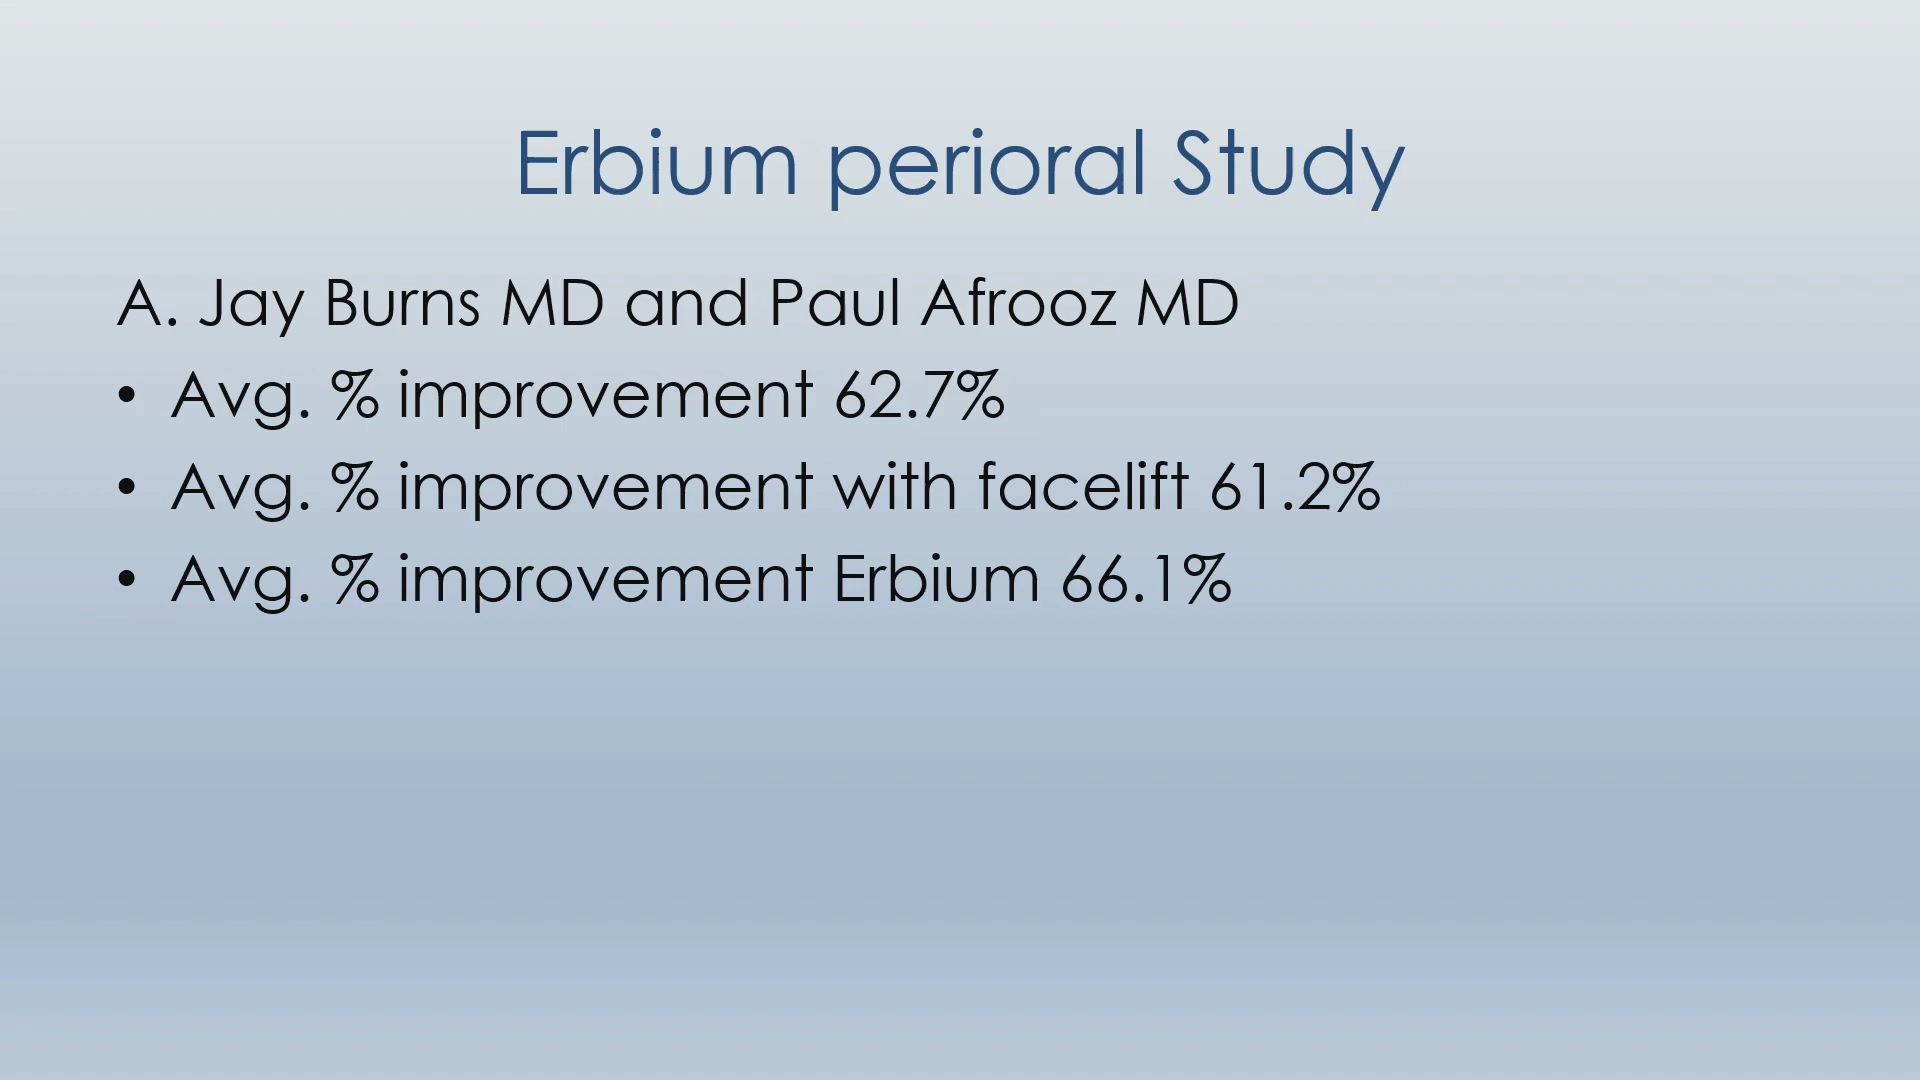 Erbium perioral Study
A. Jay Burns MD and Paul Afrooz MD
• Avg. % improvement 62.7%
• Avg. % improvement with facelift 61.2%
• Avg. % improvement Erbium 66.1%